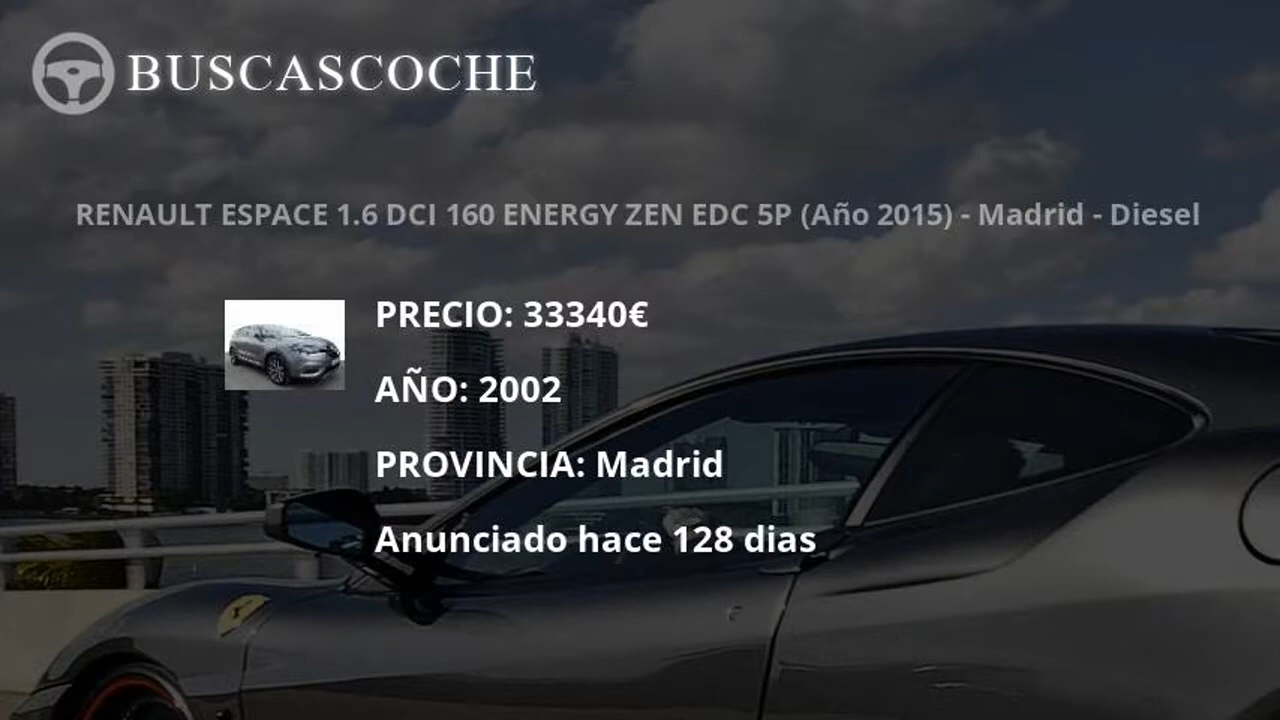 BUSCASCOCHE
RENAULT ESPACE 1.6 DCI 160 ENERGY ZEN EDC 5P (Año 2015) - Madrid - Diesel
PRECIO: 33340€
AÑO: 2002
PROVINCIA: Madrid
Anunciado hace 128 dias